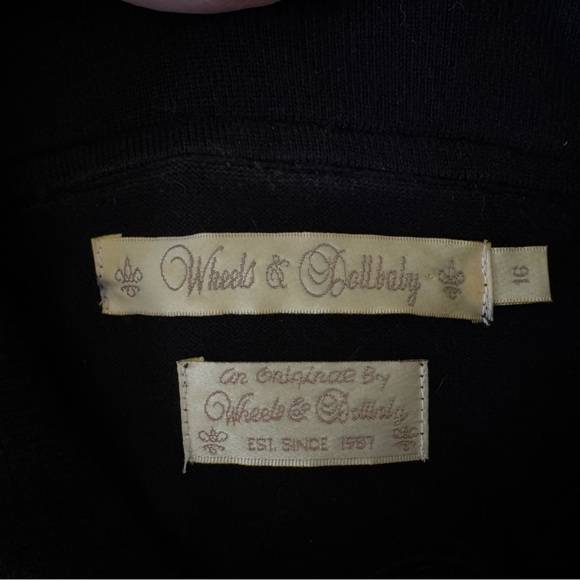 Wheels & Dollbaby
16
An Original By
Wheels & Dollbaby
EST. SINCE 1987